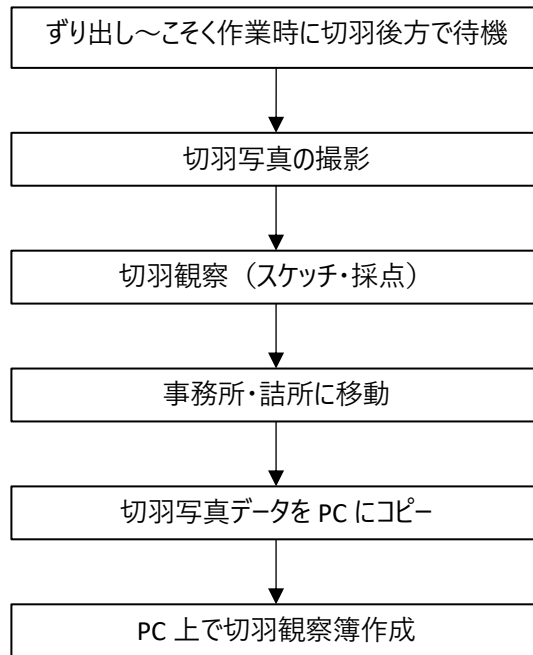 ずり出し～こそく作業時に切羽後方で待機
切羽写真の撮影
切羽観察（スケッチ・採点）
事務所・詰所に移動
切羽写真データを PC にコピー
PC 上で切羽観察簿作成